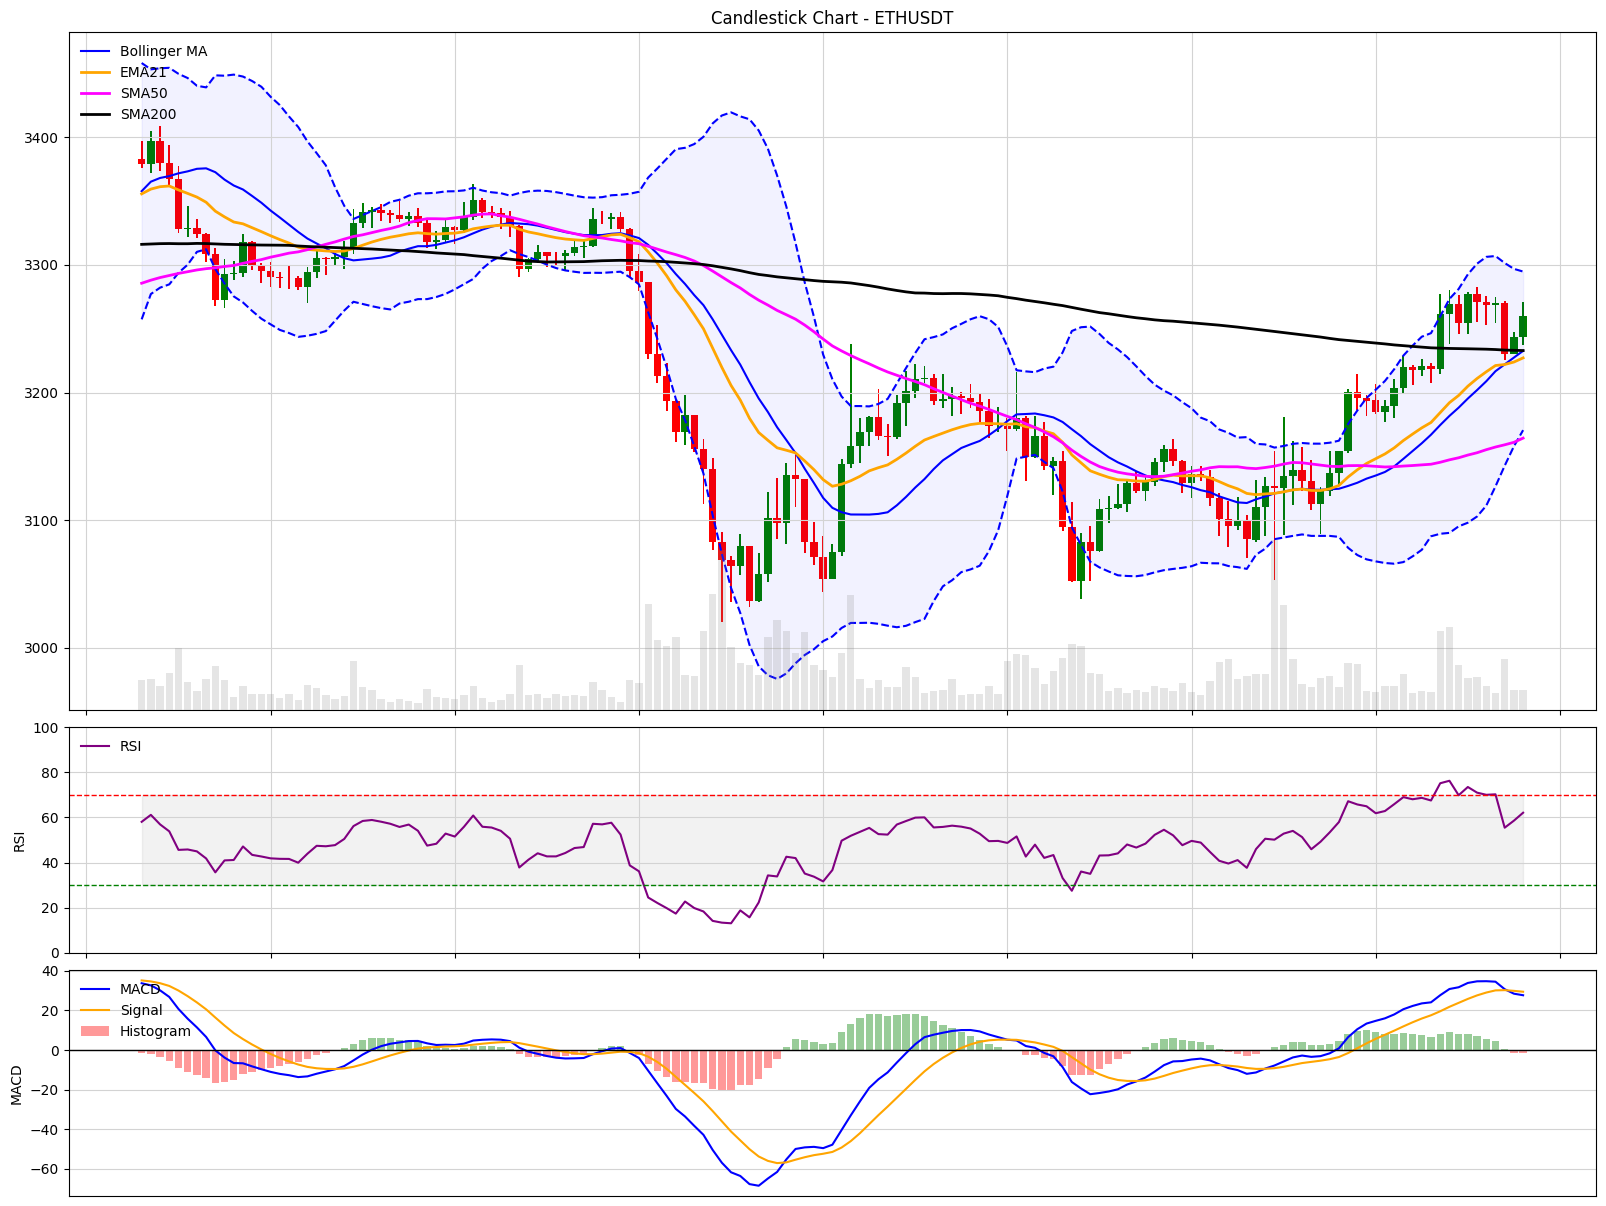 Candlestick Chart - ETHUSDT
Bollinger MA
EMA21
SMA50
SMA200
3400
3300
3200
3100
3000
RSI
100
80
60
40
20
0
RSI
MACD
Signal
Histogram
40
20
0
−20
−40
−60
MACD